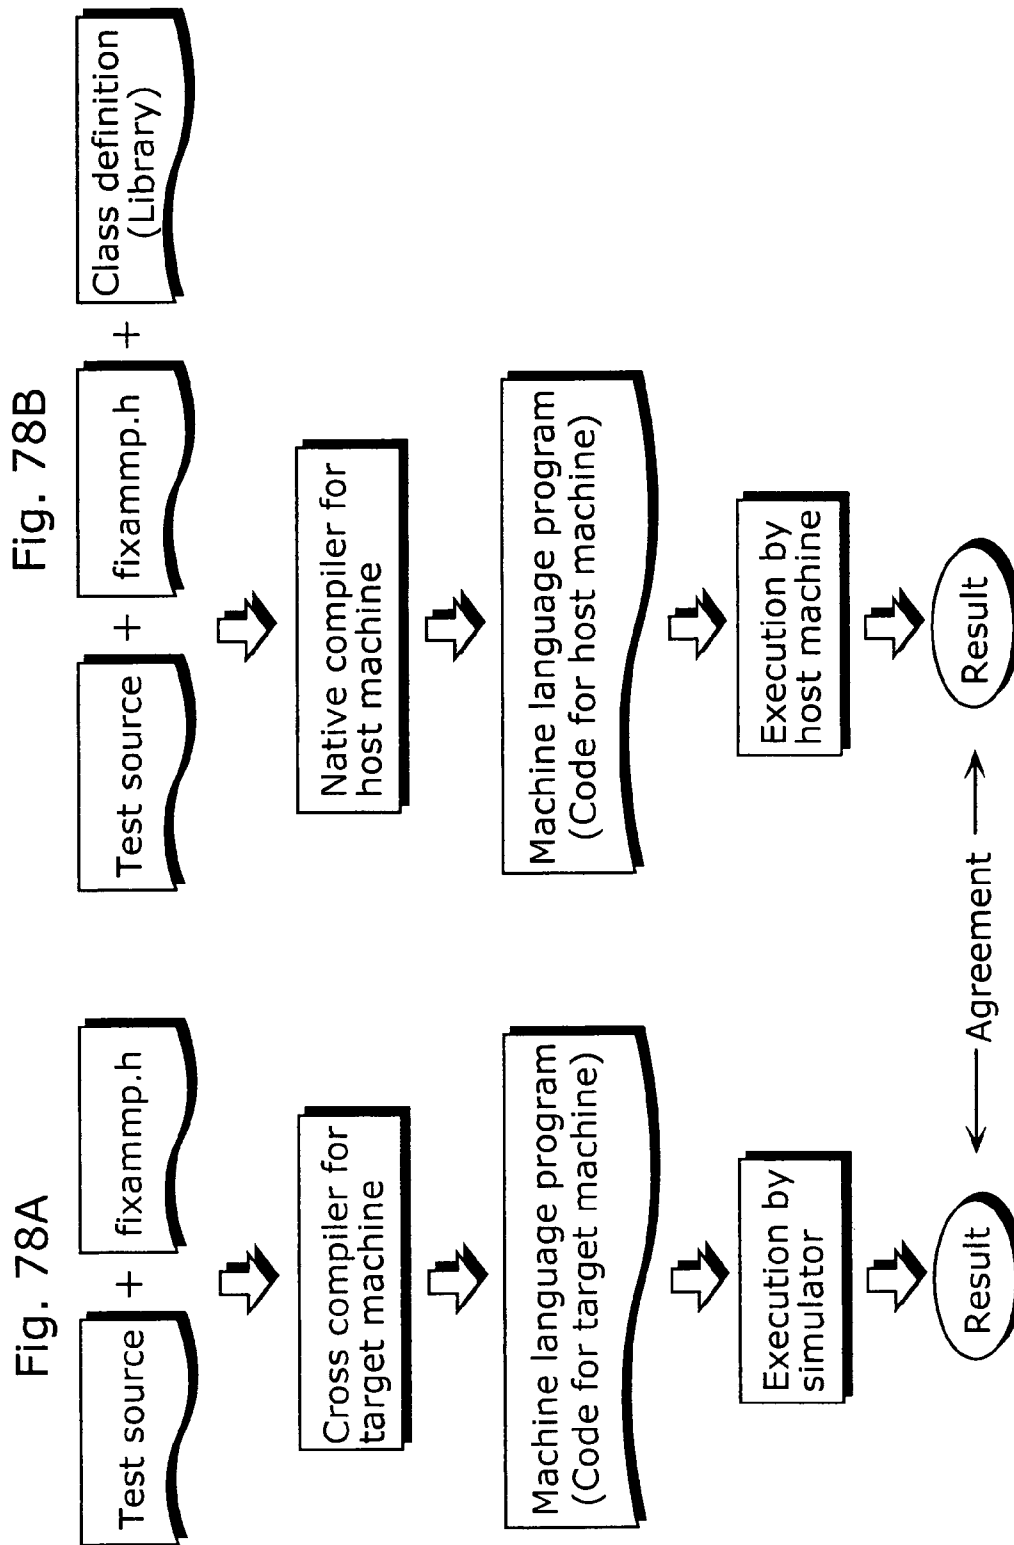 Fig. 78A
Test source
+
fixammp.h
Cross compiler for
target machine
Machine language program
(Code for target machine)
Execution by
simulator
Result
Agreement
Fig. 78B
Test source
+
fixammp.h
+
Class definition
(Library)
Native compiler for
host machine
Machine language program
(Code for host machine)
Execution by
host machine
Result